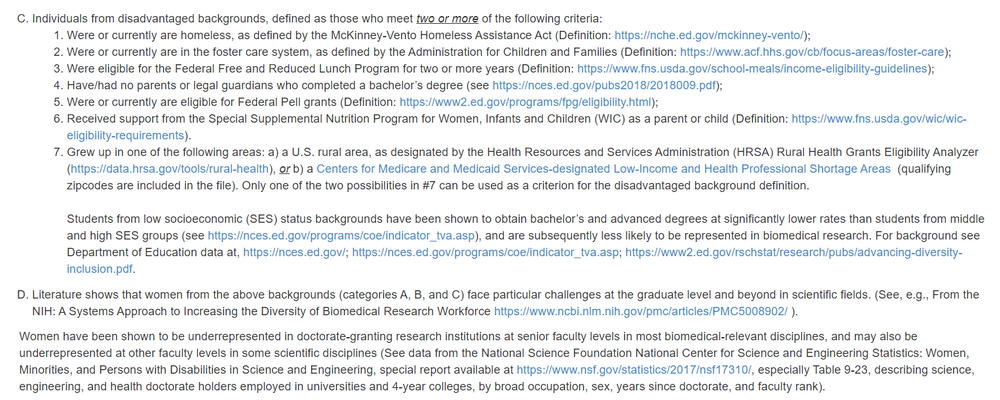 C. Individuals from disadvantaged backgrounds, defined as those who meet two or more of the following criteria:
1. Were or currently are homeless, as defined by the McKinney-Vento Homeless Assistance Act (Definition: https://nche.ed.gov/mckinney-vento/);
2. Were or currently are in the foster care system, as defined by the Administration for Children and Families (Definition: https://www.acf.hhs.gov/cb/focus-areas/foster-care);
3. Were eligible for the Federal Free and Reduced Lunch Program for two or more years (Definition: https://www.fns.usda.gov/school-meals/income-eligibility-guidelines);
4. Have/had no parents or legal guardians who completed a bachelor’s degree (see https://nces.ed.gov/pubs2018/2018009.pdf);
5. Were or currently are eligible for Federal Pell grants (Definition: https://www2.ed.gov/programs/fpg/eligibility.html);
6. Received support from the Special Supplemental Nutrition Program for Women, Infants and Children (WIC) as a parent or child (Definition: https://www.fns.usda.gov/wic/wic-
eligibility-requirements).
7. Grew up in one of the following areas: a) a U.S. rural area, as designated by the Health Resources and Services Administration (HRSA) Rural Health Grants Eligibility Analyzer
(https://data.hrsa.gov/tools/rural-health), or b) a Centers for Medicare and Medicaid Services-designated Low-Income and Health Professional Shortage Areas (qualifying
zipcodes are included in the file). Only one of the two possibilities in #7 can be used as a criterion for the disadvantaged background definition.
Students from low socioeconomic (SES) status backgrounds have been shown to obtain bachelor’s and advanced degrees at significantly lower rates than students from middle
and high SES groups (see https://nces.ed.gov/programs/coe/indicator_tva.asp), and are subsequently less likely to be represented in biomedical research. For background see
Department of Education data at, https://nces.ed.gov/; https://nces.ed.gov/programs/coe/indicator_tva.asp; https://www2.ed.gov/rschstat/research/pubs/advancing-diversity-
inclusion.pdf.
D. Literature shows that women from the above backgrounds (categories A, B, and C) face particular challenges at the graduate level and beyond in scientific fields. (See, e.g., From the
NIH: A Systems Approach to Increasing the Diversity of Biomedical Research Workforce https://www.ncbi.nlm.nih.gov/pmc/articles/PMC5008902/ ).
Women have been shown to be underrepresented in doctorate-granting research institutions at senior faculty levels in most biomedical-relevant disciplines, and may also be
underrepresented at other faculty levels in some scientific disciplines (See data from the National Science Foundation National Center for Science and Engineering Statistics: Women,
Minorities, and Persons with Disabilities in Science and Engineering, special report available at https://www.nsf.gov/statistics/2017/nsf17310/, especially Table 9-23, describing science,
engineering, and health doctorate holders employed in universities and 4-year colleges, by broad occupation, sex, years since doctorate, and faculty rank).